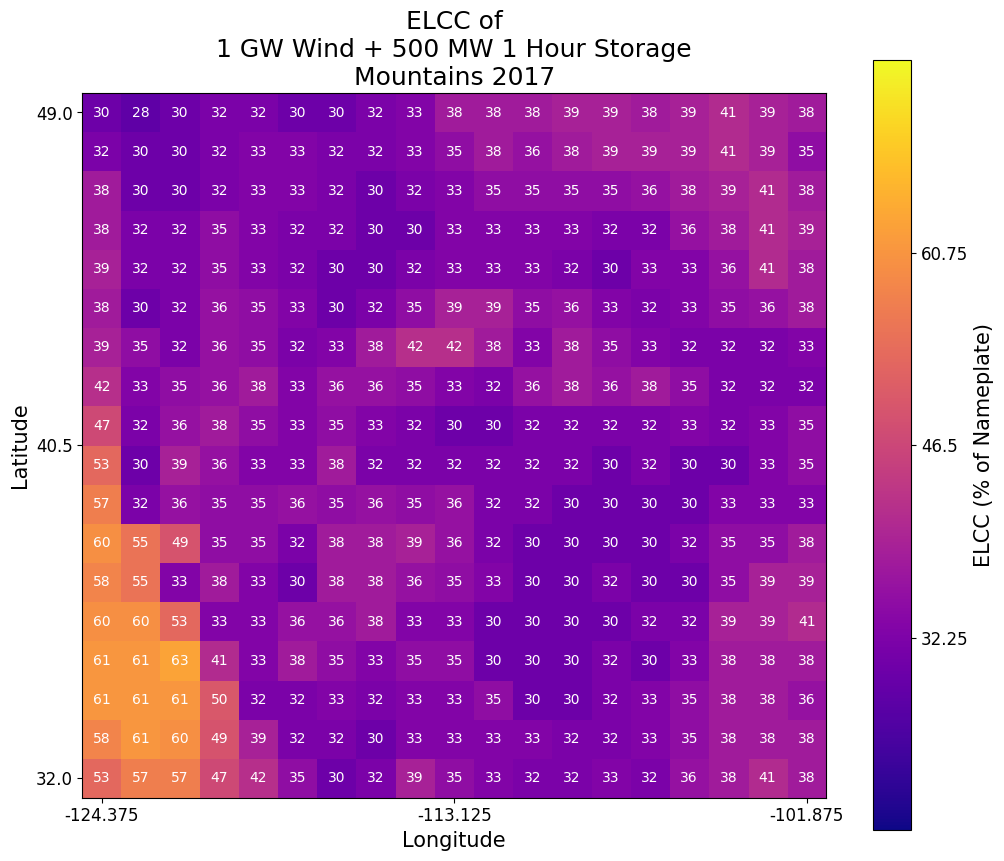 ELCC of
1 GW Wind + 500 MW 1 Hour Storage
Mountains 2017
49.0 30 28 30 32 32 30 30 32 33 38 38 38 39 39 38 39 41 39 38
32 30 30 32 33 33 32 32 33 35 38 36 38 39 39 39 41 39 35
38 30 30 32 33 33 32 30 32 33 35 35 35 35 36 38 39 41 38
38 32 32 35 33 32 32 30 30 33 33 33 33 32 32 36 38 41 39
39 32 32 35 33 32 30 30 32 33 33 33 32 30 33 33 36 41 38
38 30 32 36 35 33 30 32 35 39 39 35 36 33 32 33 35 36 38
39 35 32 36 35 32 33 38 42 42 38 33 38 35 33 32 32 32 33
42 33 35 36 38 33 36 36 35 33 32 36 38 36 38 35 32 32 32
40.5 47 32 36 38 35 33 35 33 32 30 30 32 32 32 32 33 32 33 35
53 30 39 36 33 33 38 32 32 32 32 32 32 30 32 30 30 33 35
57 32 36 35 35 36 35 36 35 36 32 32 30 30 30 30 33 33 33
60 55 49 35 35 32 38 38 39 36 32 30 30 30 30 32 35 35 38
58 55 33 38 33 30 38 38 36 35 33 30 30 32 30 30 35 39 39
60 60 53 33 33 36 36 38 33 33 30 30 30 30 32 32 39 39 41
61 61 63 41 33 38 35 33 35 35 30 30 30 32 30 33 38 38 38
61 61 61 50 32 32 33 32 33 33 35 30 30 32 33 35 38 38 36
58 61 60 49 39 32 32 30 33 33 33 33 32 32 33 35 38 38 38
32.0 53 57 57 47 42 35 30 32 39 35 33 32 32 33 32 36 38 41 38
-124.375 -113.125 -101.875
Longitude
Latitude
60.75
46.5
32.25
ELCC (% of Nameplate)